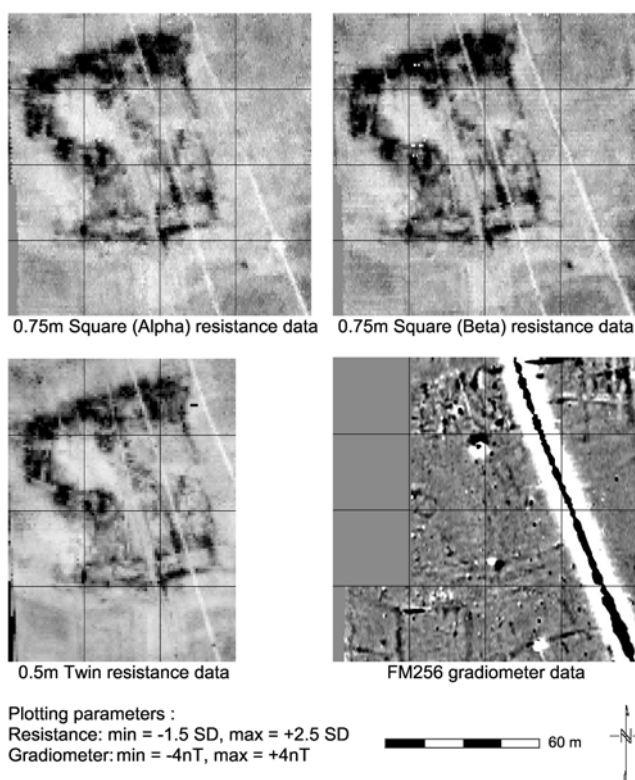 0.75m Square (Alpha) resistance data
0.75m Square (Beta) resistance data
0.5m Twin resistance data
FM256 gradiometer data
Plotting parameters :
Resistance: min = -1.5 SD, max = +2.5 SD
Gradiometer: min = -4nT, max = +4nT
60 m
N